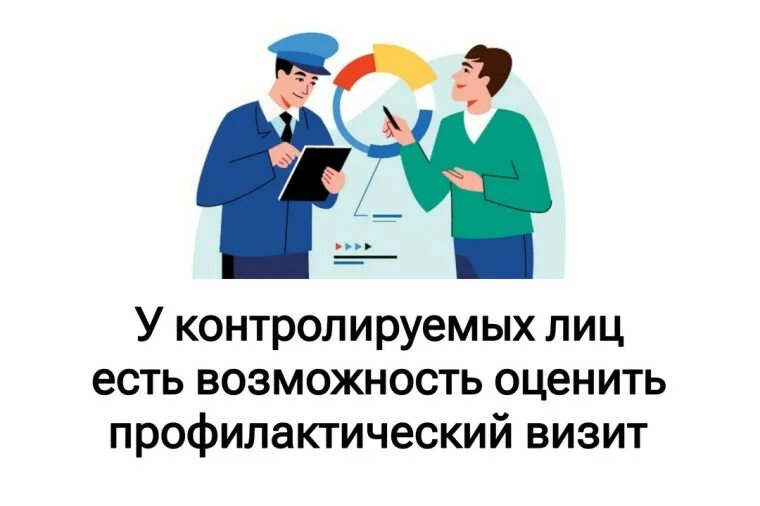 У контролируемых лиц
есть возможность оценить
профилактический визит